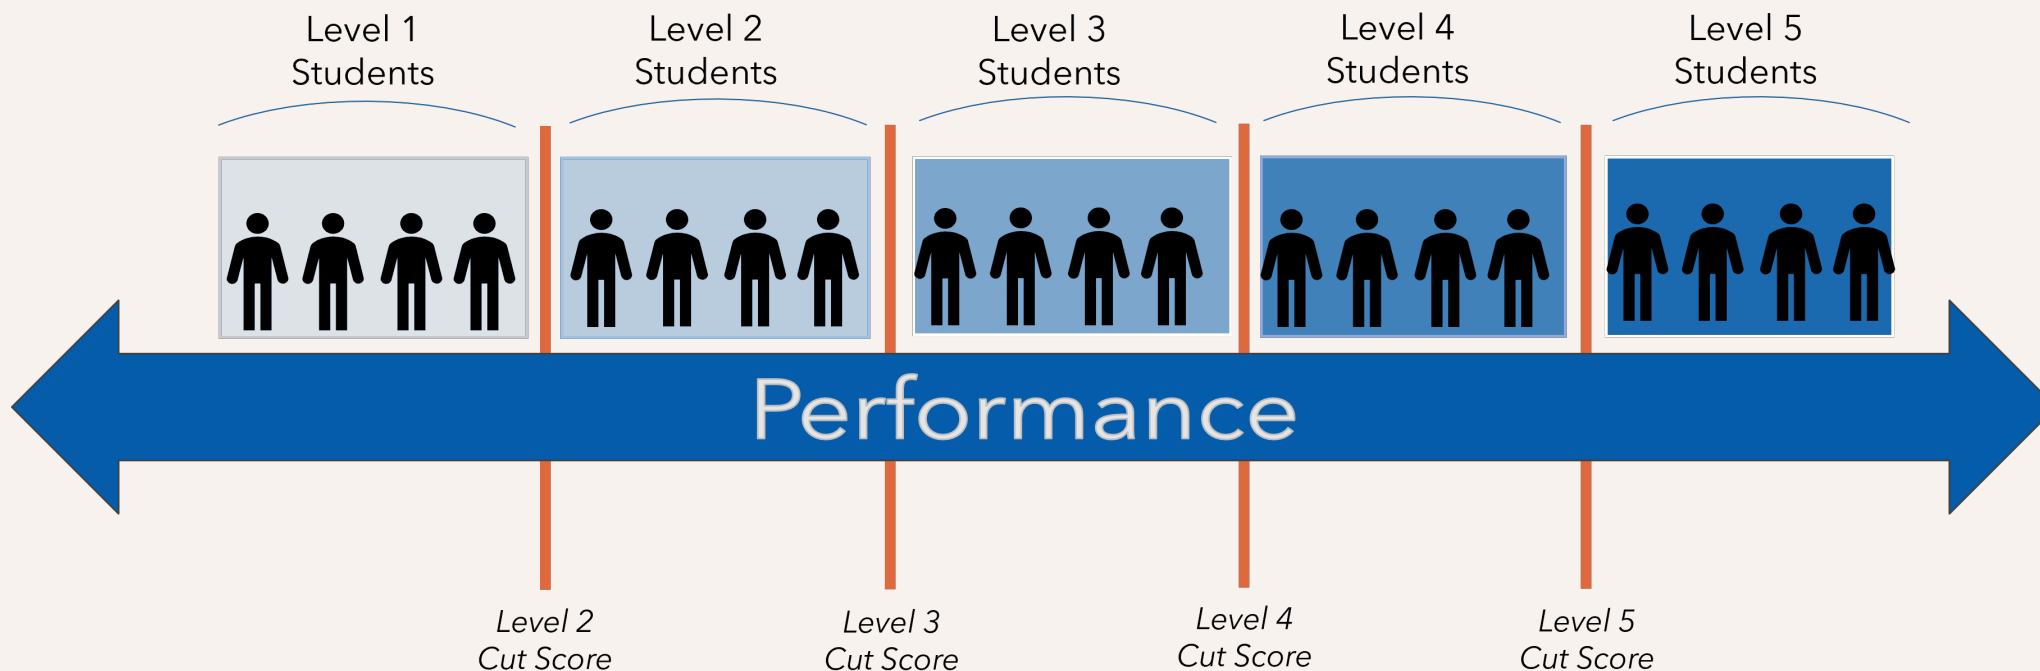 Level 1
Students
Level 2
Students
Level 3
Students
Level 4
Students
Level 5
Students
Performance
Level 2
Cut Score
Level 3
Cut Score
Level 4
Cut Score
Level 5
Cut Score